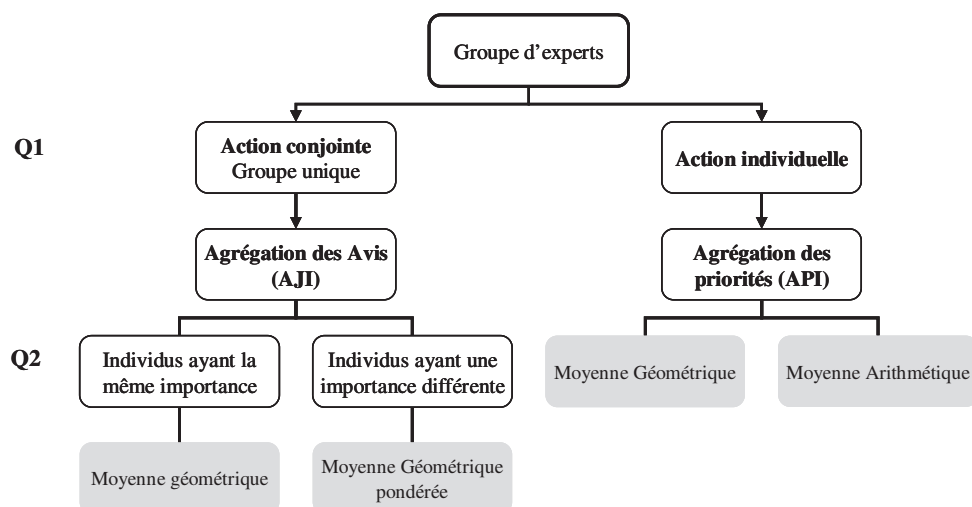 Groupe d'experts
Q1
Action conjointe
Groupe unique
Action individuelle
Agrégation des Avis
(AJI)
Agrégation des
priorités (API)
Q2
Individus ayant la
même importance
Individus ayant une
importance différente
Moyenne Géométrique
Moyenne Arithmétique
Moyenne géométrique
Moyenne Géométrique
pondérée